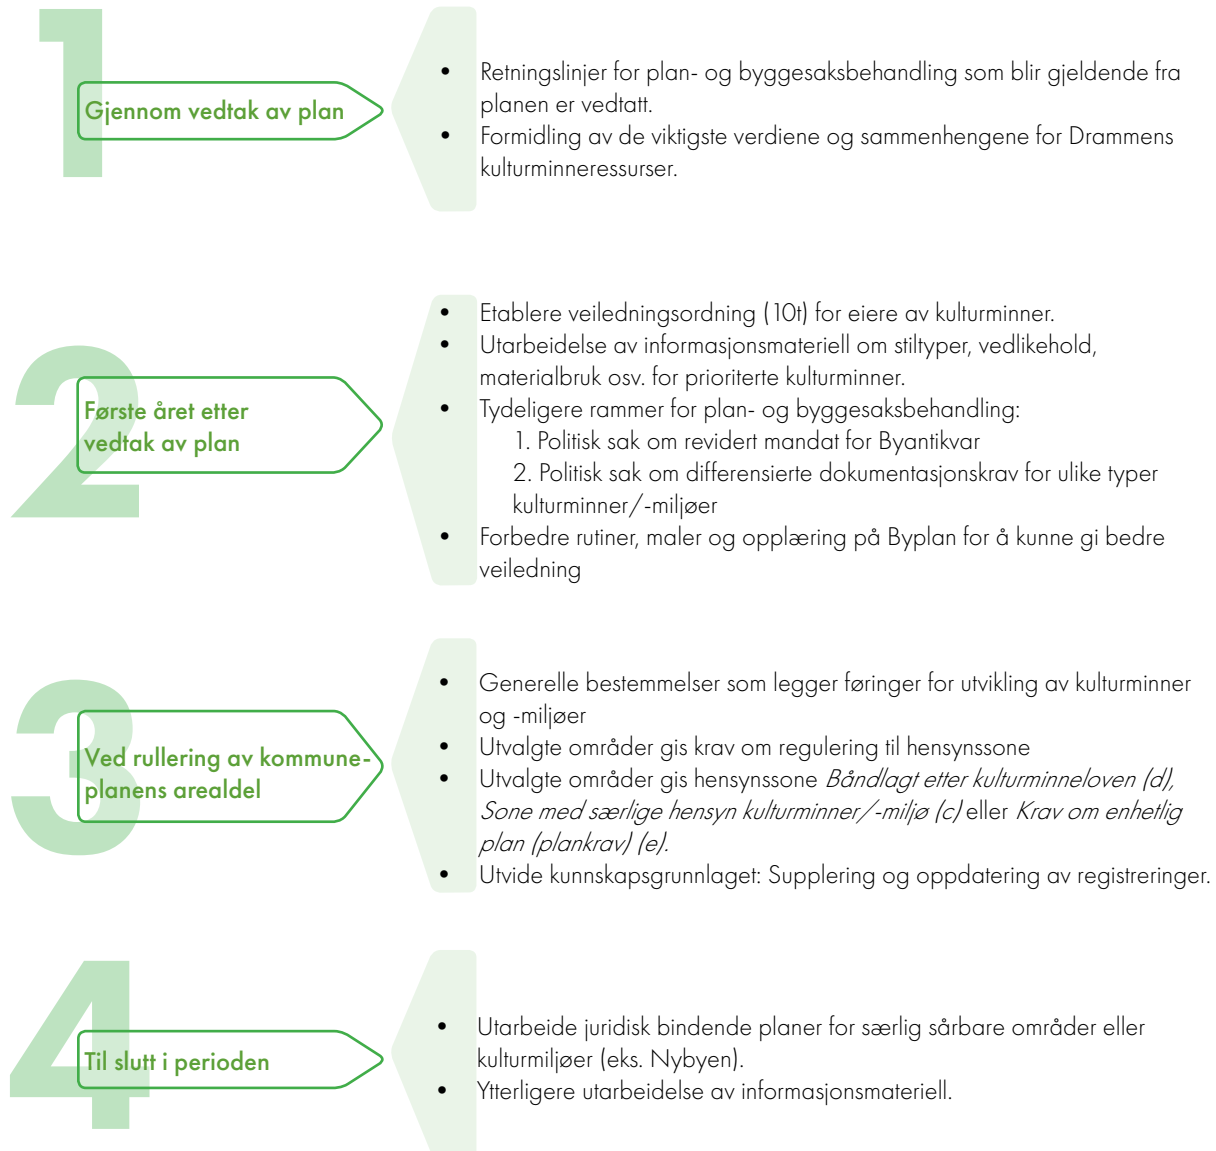 1
Gjennom vedtak av plan
• Retningslinjer for plan- og byggesaksbehandling som blir gjeldende fra
planen er vedtatt.
• Formidling av de viktigste verdiene og sammenhengene for Drammens
kulturminneressurser.
2
Første året etter
vedtak av plan
• Etablere veiledningsordning (10t) for eiere av kulturminner.
• Utarbeidelse av informasjonsmateriell om stiltyper, vedlikehold,
materialbruk osv. for prioriterte kulturminner.
• Tydeligere rammer for plan- og byggesaksbehandling:
1. Politisk sak om revidert mandat for Byantikvar
2. Politisk sak om differensierte dokumentasjonskrav for ulike typer
kulturminner/-miljøer
• Forbedre rutiner, maler og opplæring på Byplan for å kunne gi bedre
veiledning
3
Ved rullering av kommune-
planens arealdel
• Generelle bestemmelser som legger føringer for utvikling av kulturminner
og -miljøer
• Utvalgte områder gis krav om regulering til hensynssone
• Utvalgte områder gis hensynssone Båndlagt etter kulturminneloven (d),
Sone med særlige hensyn kulturminner/-miljø (c) eller Krav om enhetlig
plan (plankrav) (e).
• Utvide kunnskapsgrunnlaget: Supplering og oppdatering av registreringer.
4
Til slutt i perioden
• Utarbeide juridisk bindende planer for særlig sårbare områder eller
kulturmiljøer (eks. Nybyen).
• Ytterligere utarbeidelse av informasjonsmateriell.